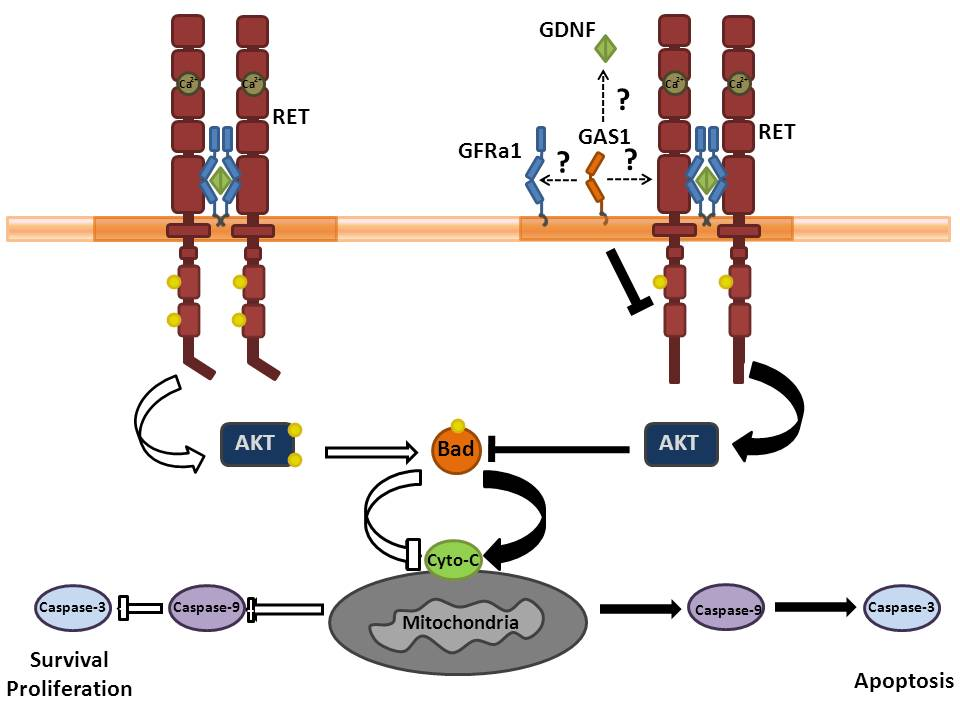 GDNF
Ca2+
Ca2+
Ca2+
Ca2+
?
RET
GAS1
RET
GFRa1
?
?
AKT
Bad
AKT
Cyto-C
Caspase-3
Caspase-9
Mitochondria
Caspase-9
Caspase-3
Survival
Proliferation
Apoptosis